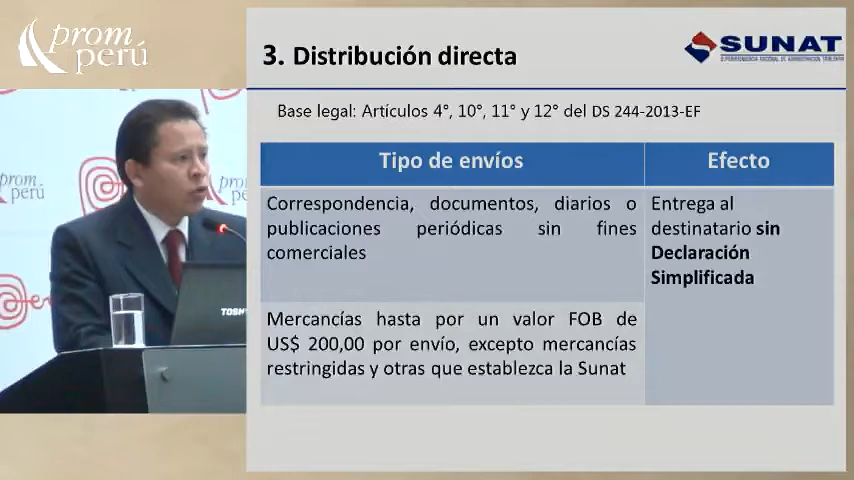 prom
perú
3. Distribución directa
SUNAT
Base legal: Artículos 4°, 10°, 11° y 12° del DS 244-2013-EF
Tipo de envíos
Efecto
Correspondencia, documentos, diarios o
publicaciones periódicas sin fines
comerciales
Entrega al
destinatario sin
Declaración
Simplificada
Mercancías hasta por un valor FOB de
US$ 200,00 por envío, excepto mercancías
restringidas y otras que establezca la Sunat
prom
perú